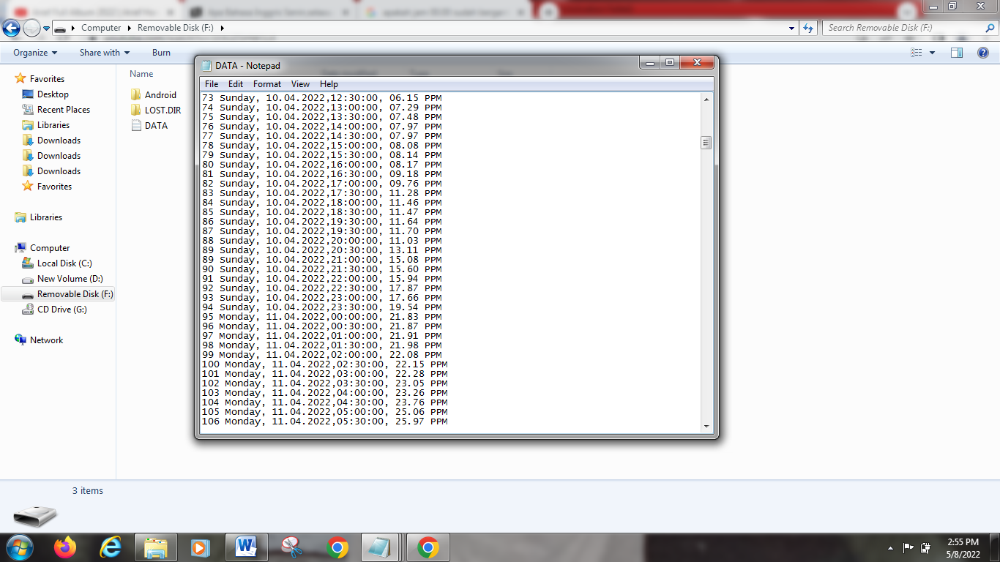 Computer
Removable Disk (F:)
Search Removable Disk (F:)
Organize
Share with
Burn
Favorites
Desktop
Recent Places
Libraries
Downloads
Downloads
Downloads
Favorites
Libraries
Computer
Local Disk (C:)
New Volume (D:)
Removable Disk (F:)
CD Drive (G:)
Network
Name
Android
LOST.DIR
DATA
DATA - Notepad
File Edit Format View Help
73 Sunday, 10.04.2022,12:30:00, 06.15 PPM
74 Sunday, 10.04.2022,13:00:00, 07.29 PPM
75 Sunday, 10.04.2022,13:30:00, 07.48 PPM
76 Sunday, 10.04.2022,14:00:00, 07.97 PPM
77 Sunday, 10.04.2022,14:30:00, 07.97 PPM
78 Sunday, 10.04.2022,15:00:00, 08.08 PPM
79 Sunday, 10.04.2022,15:30:00, 08.14 PPM
80 Sunday, 10.04.2022,16:00:00, 08.17 PPM
81 Sunday, 10.04.2022,16:30:00, 09.18 PPM
82 Sunday, 10.04.2022,17:00:00, 09.76 PPM
83 Sunday, 10.04.2022,17:30:00, 11.28 PPM
84 Sunday, 10.04.2022,18:00:00, 11.46 PPM
85 Sunday, 10.04.2022,18:30:00, 11.47 PPM
86 Sunday, 10.04.2022,19:30:00, 11.64 PPM
87 Sunday, 10.04.2022,19:30:00, 11.70 PPM
88 Sunday, 10.04.2022,20:00:00, 11.03 PPM
89 Sunday, 10.04.2022,20:30:00, 13.11 PPM
89 Sunday, 10.04.2022,21:00:00, 15.08 PPM
90 Sunday, 10.04.2022,21:30:00, 15.60 PPM
91 Sunday, 10.04.2022,22:00:00, 15.94 PPM
92 Sunday, 10.04.2022,22:30:00, 17.87 PPM
93 Sunday, 10.04.2022,23:00:00, 17.66 PPM
94 Sunday, 10.04.2022,23:30:00, 19.54 PPM
95 Monday, 11.04.2022,00:00:00, 21.83 PPM
96 Monday, 11.04.2022,00:30:00, 21.87 PPM
97 Monday, 11.04.2022,01:00:00, 21.91 PPM
98 Monday, 11.04.2022,01:30:00, 21.98 PPM
99 Monday, 11.04.2022,02:00:00, 22.08 PPM
100 Monday, 11.04.2022,02:30:00, 22.15 PPM
101 Monday, 11.04.2022,03:00:00, 22.28 PPM
102 Monday, 11.04.2022,03:30:00, 23.05 PPM
103 Monday, 11.04.2022,04:00:00, 23.26 PPM
104 Monday, 11.04.2022,04:30:00, 23.76 PPM
105 Monday, 11.04.2022,05:00:00, 25.06 PPM
106 Monday, 11.04.2022,05:30:00, 25.97 PPM
3 items
2:55 PM
5/8/2022